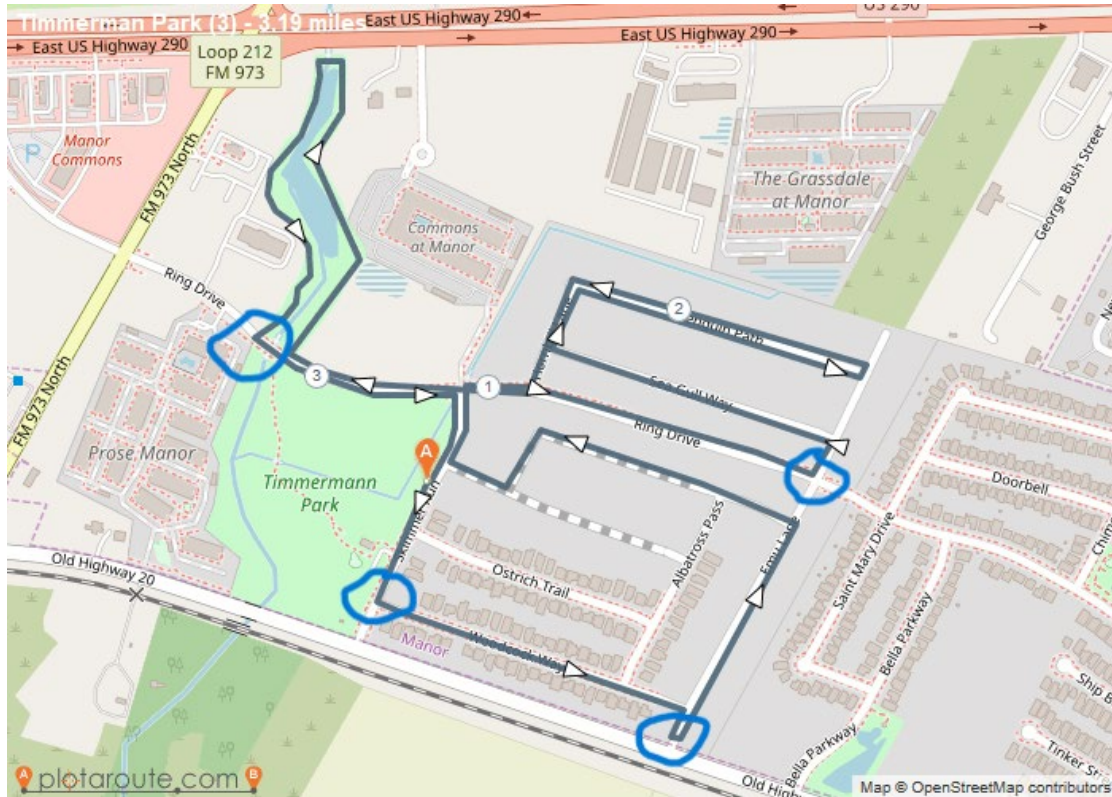 Timmerman Park (3) - 3.19 miles
East US Highway 290
US 290
East US Highway 290
East US Highway 290
Loop 212
FM 973
Manor
Commons
P
FM 973 North
George Bush Street
The Grassdale
at Manor
Commons
at Manor
Ring Drive
2
Penguin Path
3
1
Sea Gull Way
Ring Drive
FM 973 North
Prose Manor
A
Timmermann
Park
Doorbell
Albatross Pass
Saint Mary Drive
Emu Lane
Old Highway 20
Ostrich Trail
Bella Parkway
Manor
Woodcock Way
Bella Parkway
Tinker
A plotaroute.com B
Map © OpenStreetMap contributors